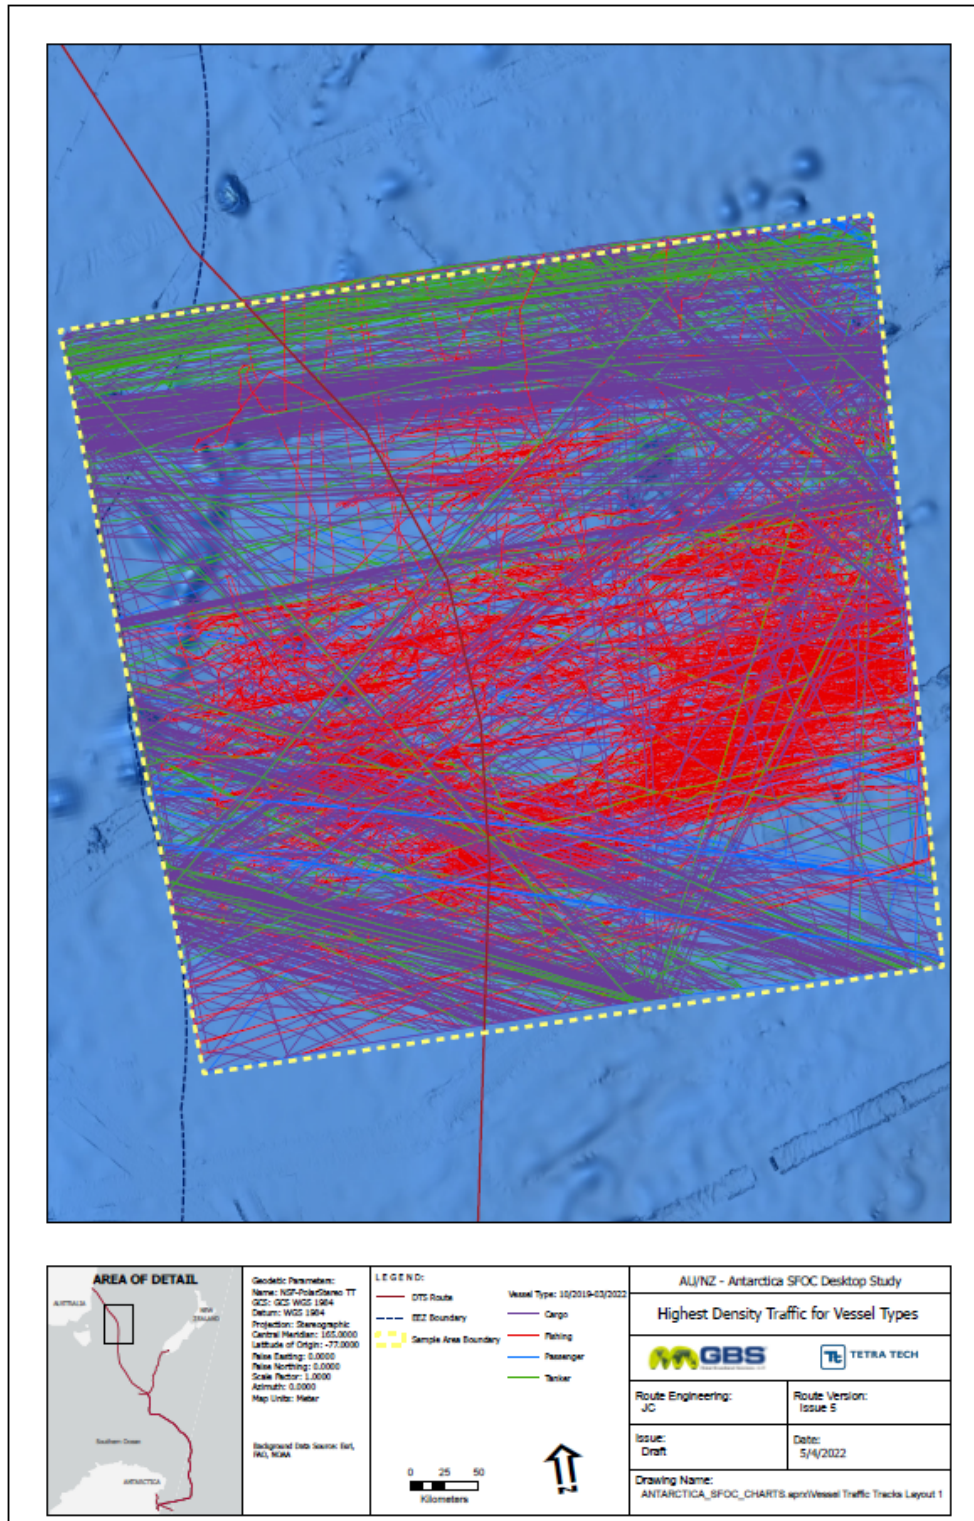 AREA OF DETAIL
AUSTRALIA
NEW
ZEALAND
Southern Ocean
ANTARCTICA
Geodetic Parameters:
Name: NSF-PolarStereo TT
GCS: GCS WGS 1984
Datum: WGS 1984
Projection: Stereographic
Central Meridian: 165.0000
Latitude of Origin: -77.0000
False Easting: 0.0000
False Northing: 0.0000
Scale Factor: 1.0000
Azimuth: 0.0000
Map Units: Meter
Background Data Source: Esri,
FAO, NOAA
LEGEND:
DTS Route
EEZ Boundary
Sample Area Boundary
Vessel Type: 10/2019-03/2022
Cargo
Fishing
Passenger
Tanker
0 25 50
Kilometers
N
AU/NZ - Antarctica SFOC Desktop Study
Highest Density Traffic for Vessel Types
GBS
Tt TETRA TECH
Route Engineering:
JC
Route Version:
Issue 5
Issue:
Draft
Date:
5/4/2022
Drawing Name:
ANTARCTICA_SFOC_CHARTS.aprx\Vessel Traffic Tracks Layout 1